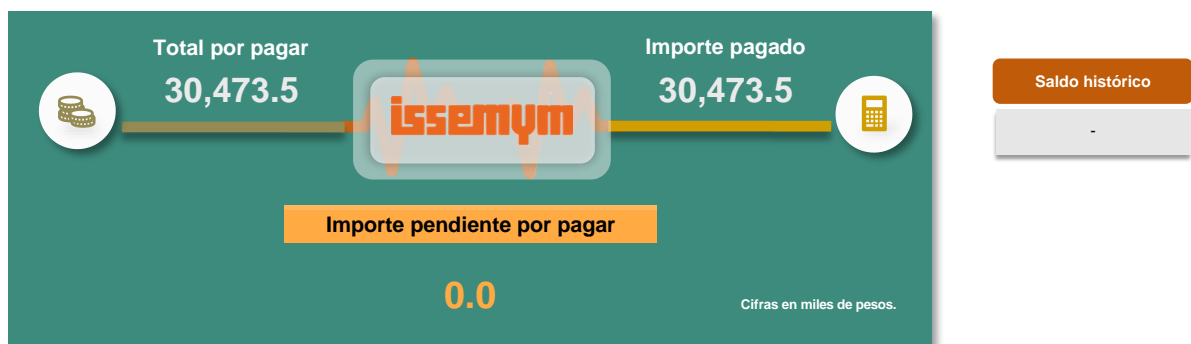 Total por pagar
30,473.5
issemym
Importe pagado
30,473.5
Importe pendiente por pagar
0.0
Cifras en miles de pesos.
Saldo histórico
-